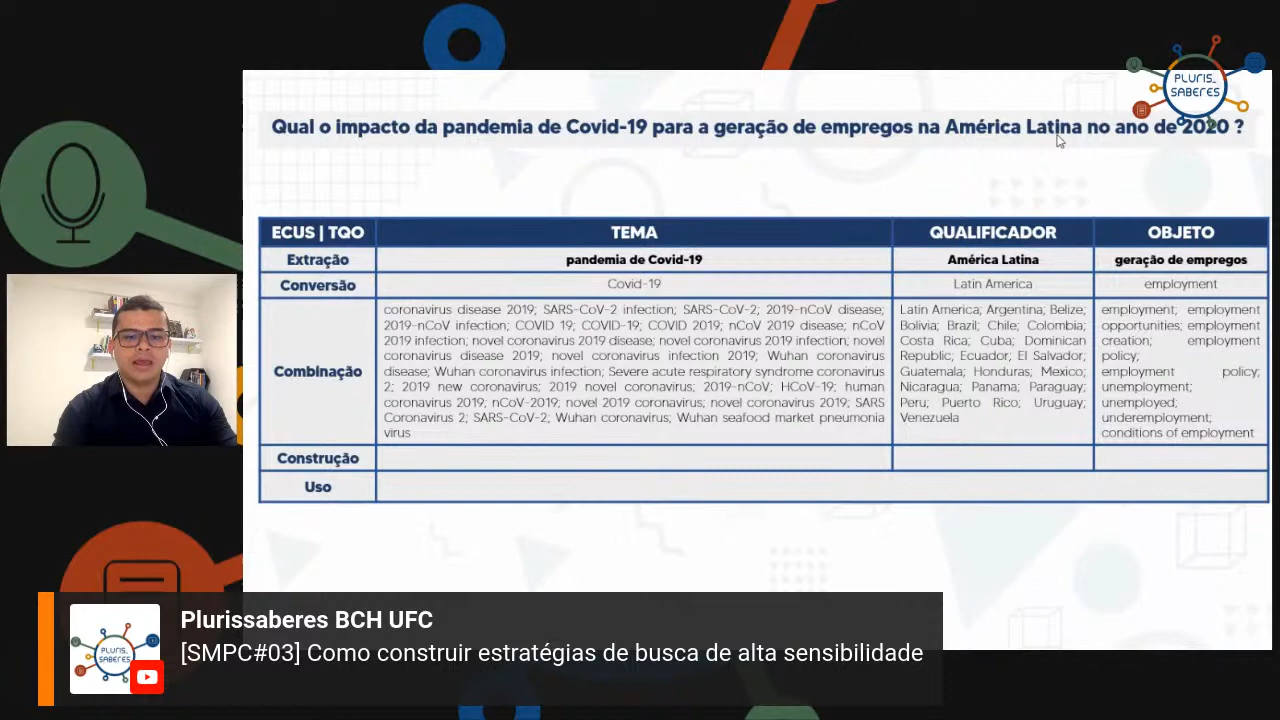 PLURIS_
SABERES
Qual o impacto da pandemia de Covid-19 para a geração de empregos na América Latina no ano de 2020 ?
ECUS | TQO
TEMA
QUALIFICADOR
OBJETO
Extração
pandemia de Covid-19
América Latina
geração de empregos
Conversão
Covid-19
Latin America
employment
Combinação
coronavirus disease 2019; SARS-CoV-2 infection; SARS-CoV-2; 2019-nCoV disease;
2019-nCoV infection; COVID 19; COVID-19; COVID 2019; nCoV 2019 disease; nCoV
2019 infection; novel coronavirus 2019 disease; novel coronavirus 2019 infection; novel
coronavirus disease 2019; novel coronavirus infection 2019; Wuhan coronavirus
disease; Wuhan coronavirus infection; Severe acute respiratory syndrome coronavirus
2; 2019 new coronavirus; 2019 novel coronavirus; 2019-nCoV; HCoV-19; human
coronavirus 2019; nCoV-2019; novel 2019 coronavirus; novel coronavirus 2019; SARS
Coronavirus 2; SARS-CoV-2; Wuhan coronavirus; Wuhan seafood market pneumonia
virus
Latin America; Argentina; Belize;
Bolivia; Brazil; Chile; Colombia;
Costa Rica; Cuba; Dominican
Republic; Ecuador; El Salvador;
Guatemala; Honduras; Mexico;
Nicaragua; Panama; Paraguay;
Peru; Puerto Rico; Uruguay;
Venezuela
employment; employment
opportunities; employment
creation; employment
policy;
employment policy;
unemployment;
unemployed;
underemployment;
conditions of employment
Construção
Uso
PLURIS_
SABERES
Plurissaberes BCH UFC
[SMPC#03] Como construir estratégias de busca de alta sensibilidade